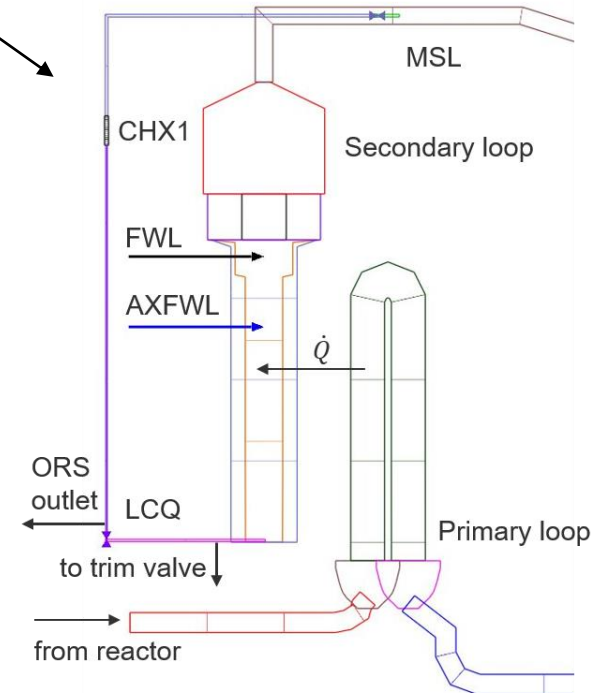 MSL
CHX1
Secondary loop
FWL
AXFWL
Q̇
ORS
outlet
LCQ
Primary loop
to trim valve
from reactor